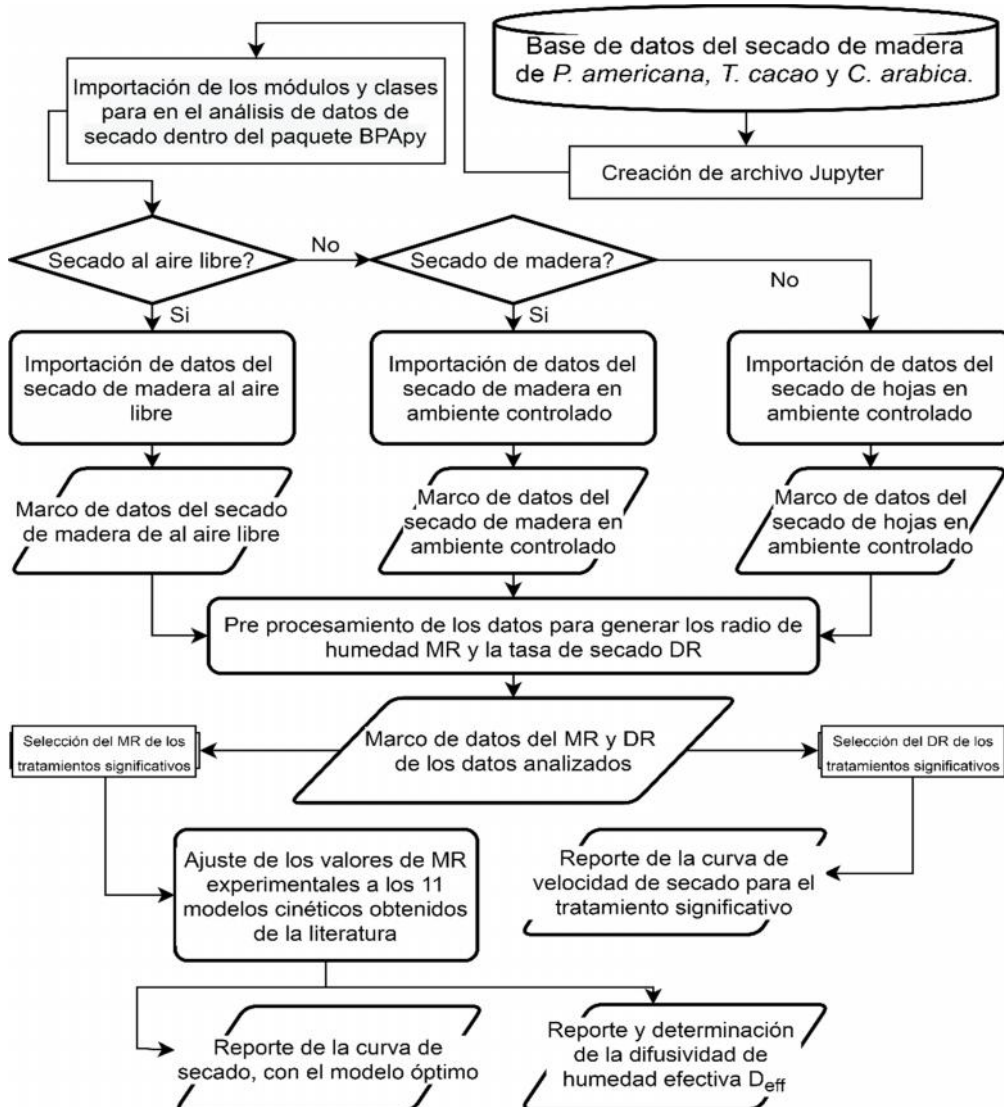 Base de datos del secado de madera
de P. americana, T. cacao y C. arabica.
Creación de archivo Jupyter
Importación de los módulos y clases
para en el análisis de datos de
secado dentro del paquete BPApy
Secado al aire libre?
No
Secado de madera?
No
Si
Si
Importación de datos del
secado de madera al aire
libre
Importación de datos del
secado de madera en
ambiente controlado
Importación de datos del
secado de hojas en
ambiente controlado
Marco de datos del secado
de madera de al aire libre
Marco de datos del
secado de madera en
ambiente controlado
Marco de datos del
secado de hojas en
ambiente controlado
Pre procesamiento de los datos para generar los radio de
humedad MR y la tasa de secado DR
Marco de datos del MR y DR
de los datos analizados
Selección del MR de los
tratamientos significativos
Selección del DR de los
tratamientos significativos
Ajuste de los valores de MR
experimentales a los 11
modelos cinéticos obtenidos
de la literatura
Reporte de la curva de
velocidad de secado para el
tratamiento significativo
Reporte de la curva de
secado, con el modelo óptimo
Reporte y determinación
de la difusividad de
humedad efectiva Deff